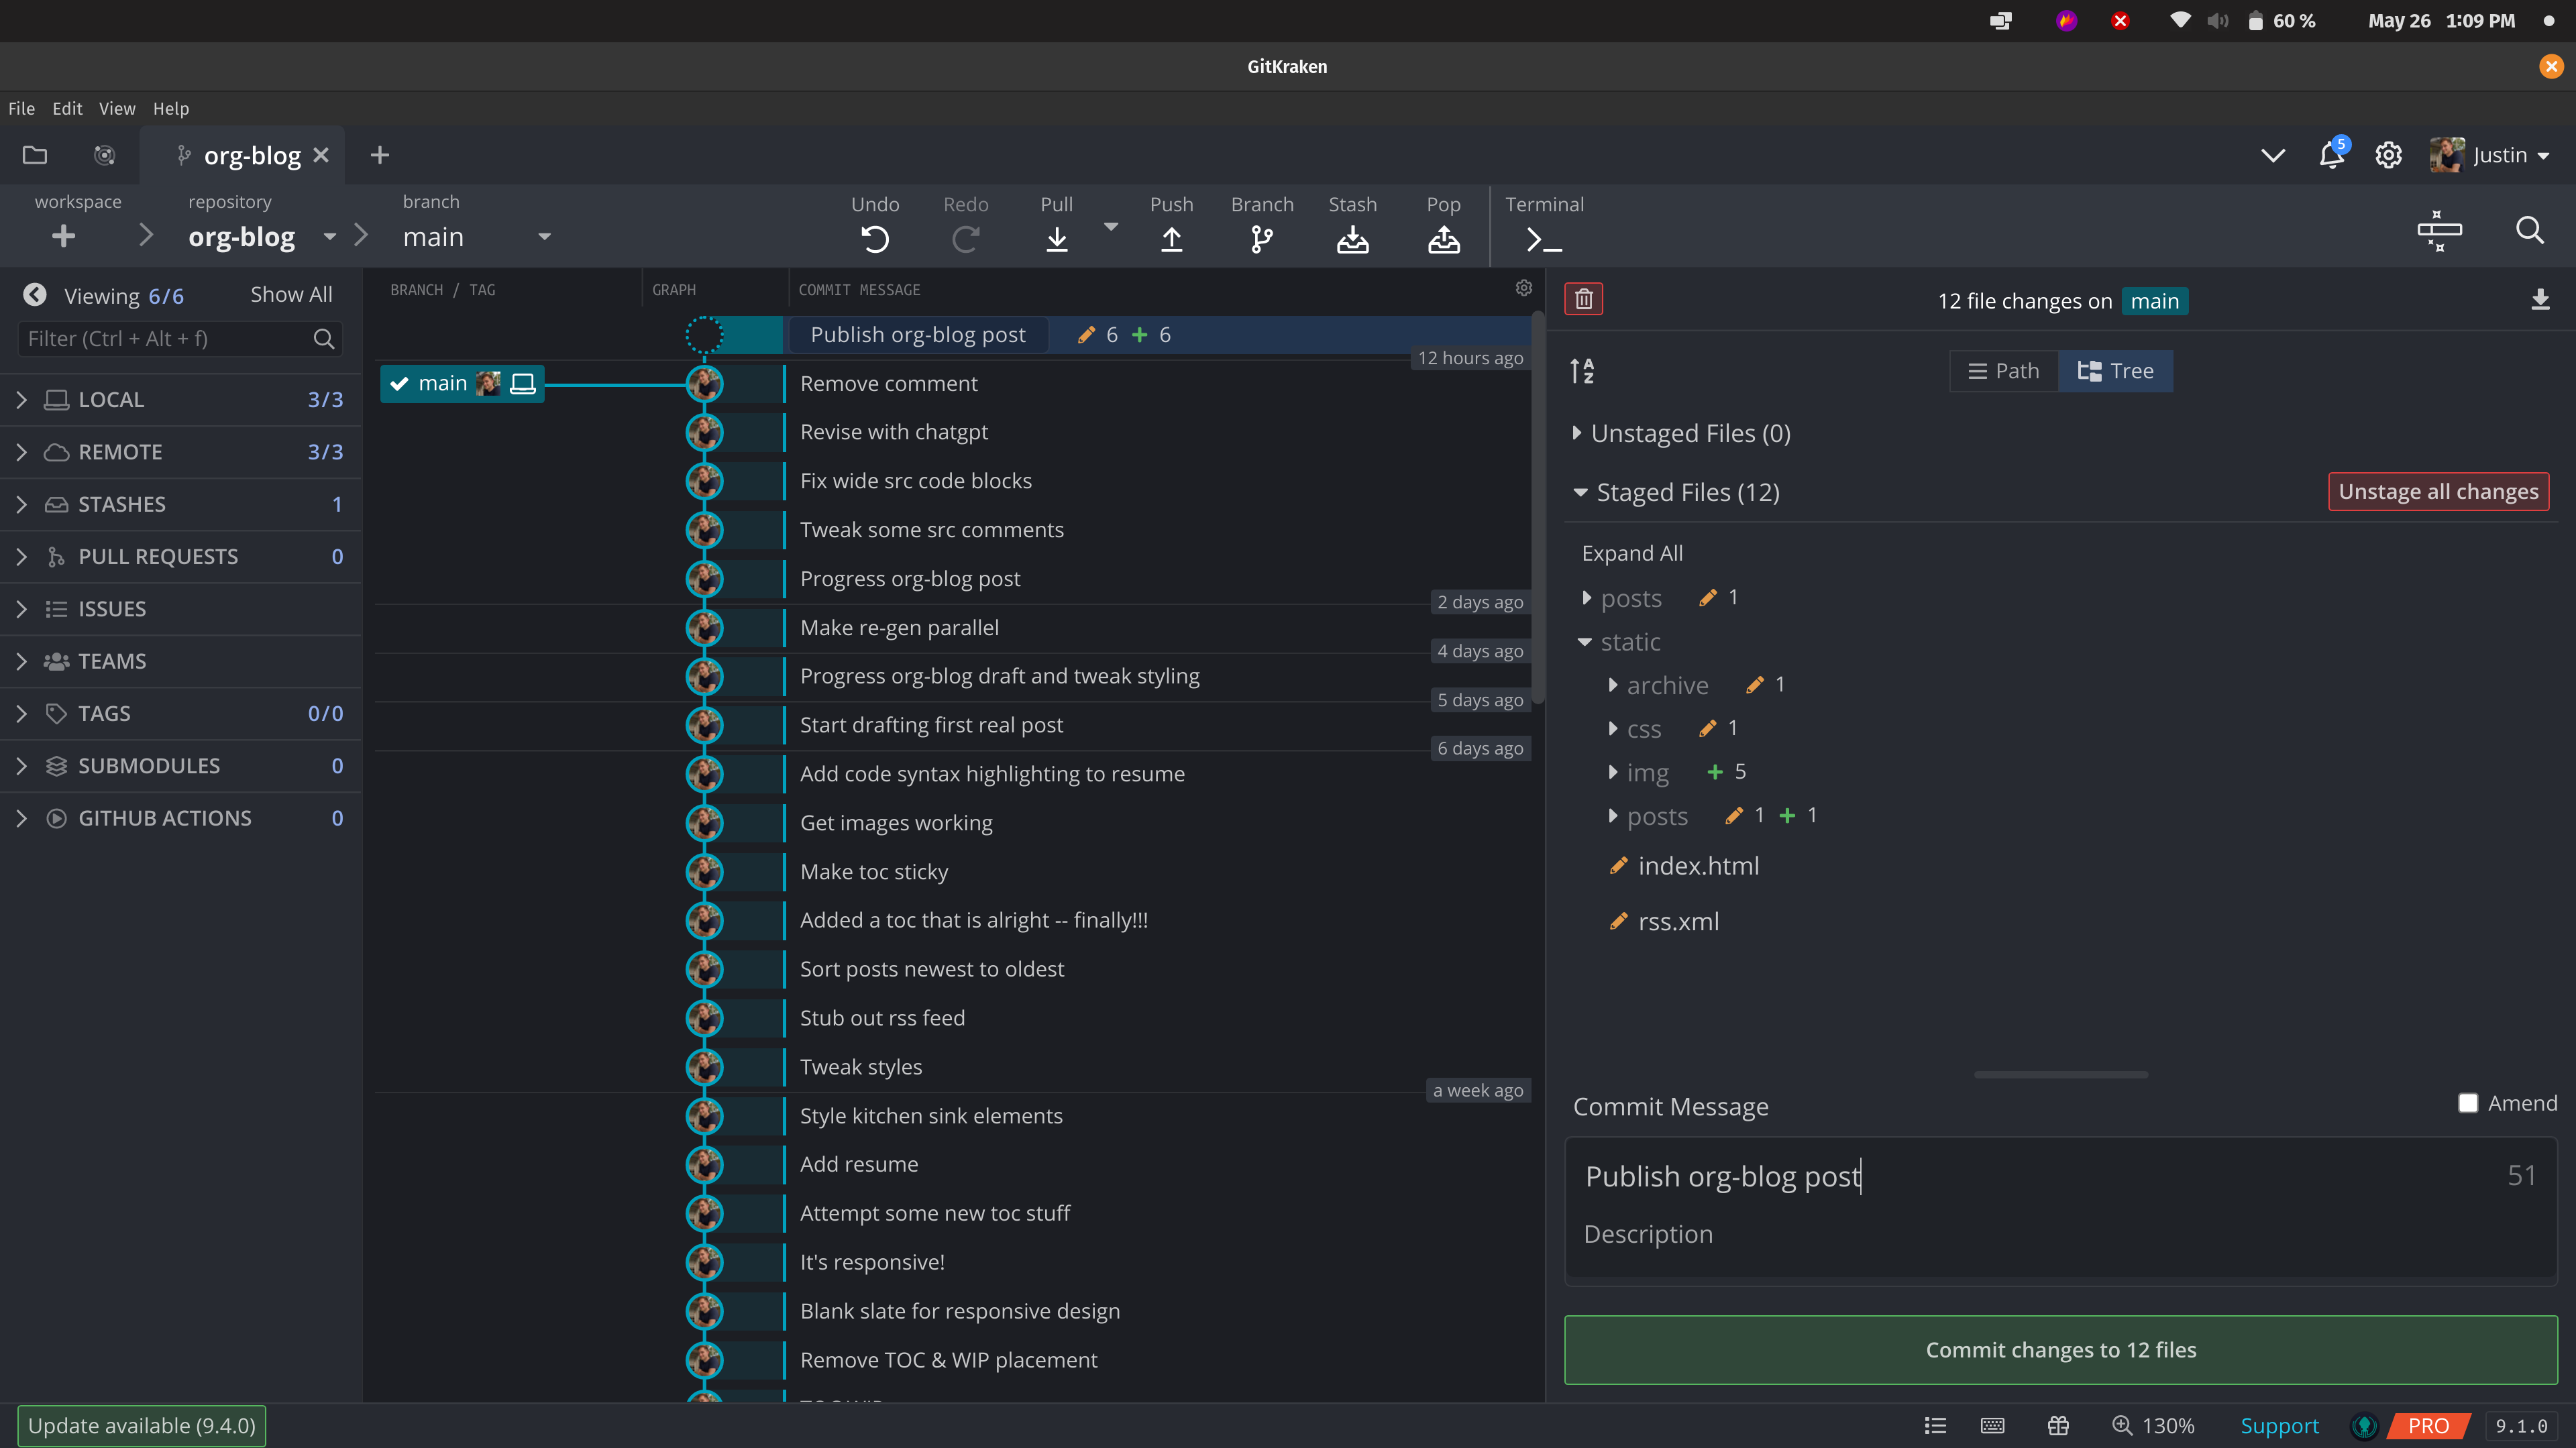 60 %
May 26 1:09 PM
GitKraken
File Edit View Help
org-blog
5
Justin
workspace
repository
org-blog
branch
main
Undo
Redo
Pull
Push
Branch
Stash
Pop
Terminal
Viewing 6/6
Show All
Filter (Ctrl + Alt + f)
LOCAL 3/3
REMOTE 3/3
STASHES 1
PULL REQUESTS 0
ISSUES
TEAMS
TAGS 0/0
SUBMODULES 0
GITHUB ACTIONS 0
BRANCH / TAG
GRAPH
COMMIT MESSAGE
Publish org-blog post 6 6
12 hours ago
main
Remove comment
Revise with chatgpt
Fix wide src code blocks
Tweak some src comments
Progress org-blog post
2 days ago
Make re-gen parallel
4 days ago
Progress org-blog draft and tweak styling
5 days ago
Start drafting first real post
6 days ago
Add code syntax highlighting to resume
Get images working
Make toc sticky
Added a toc that is alright -- finally!!!
Sort posts newest to oldest
Stub out rss feed
Tweak styles
a week ago
Style kitchen sink elements
Add resume
Attempt some new toc stuff
It's responsive!
Blank slate for responsive design
Remove TOC & WIP placement
12 file changes on main
A
Z
Path
Tree
Unstaged Files (0)
Staged Files (12)
Unstage all changes
Expand All
posts 1
static
archive 1
css 1
img 5
posts 1 1
index.html
rss.xml
Commit Message
Amend
Publish org-blog post
51
Description
Commit changes to 12 files
Update available (9.4.0)
130%
Support
PRO
9.1.0